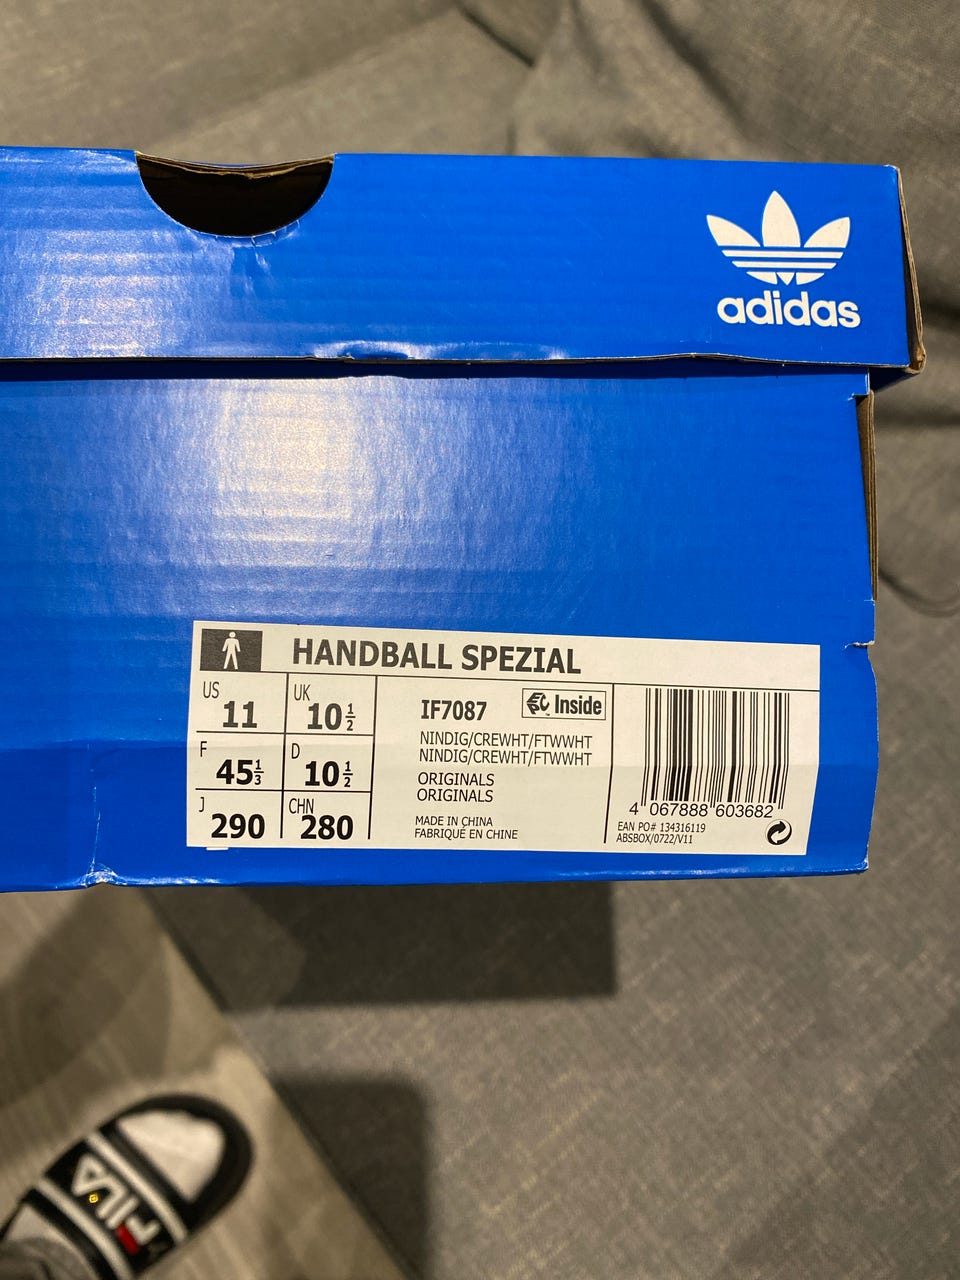 adidas
HANDBALL SPEZIAL
US
11
UK
10 1/2
F
45 1/3
D
10 1/2
J
290
CHN
280
IF7087
Inside
NINDIG/CREWHT/FTWWHT
NINDIG/CREWHT/FTWWHT
ORIGINALS
ORIGINALS
MADE IN CHINA
FABRIQUÉ EN CHINE
4 067888 603682
EAN PO# 134316119
ABSBOX/0722/V11
FILA